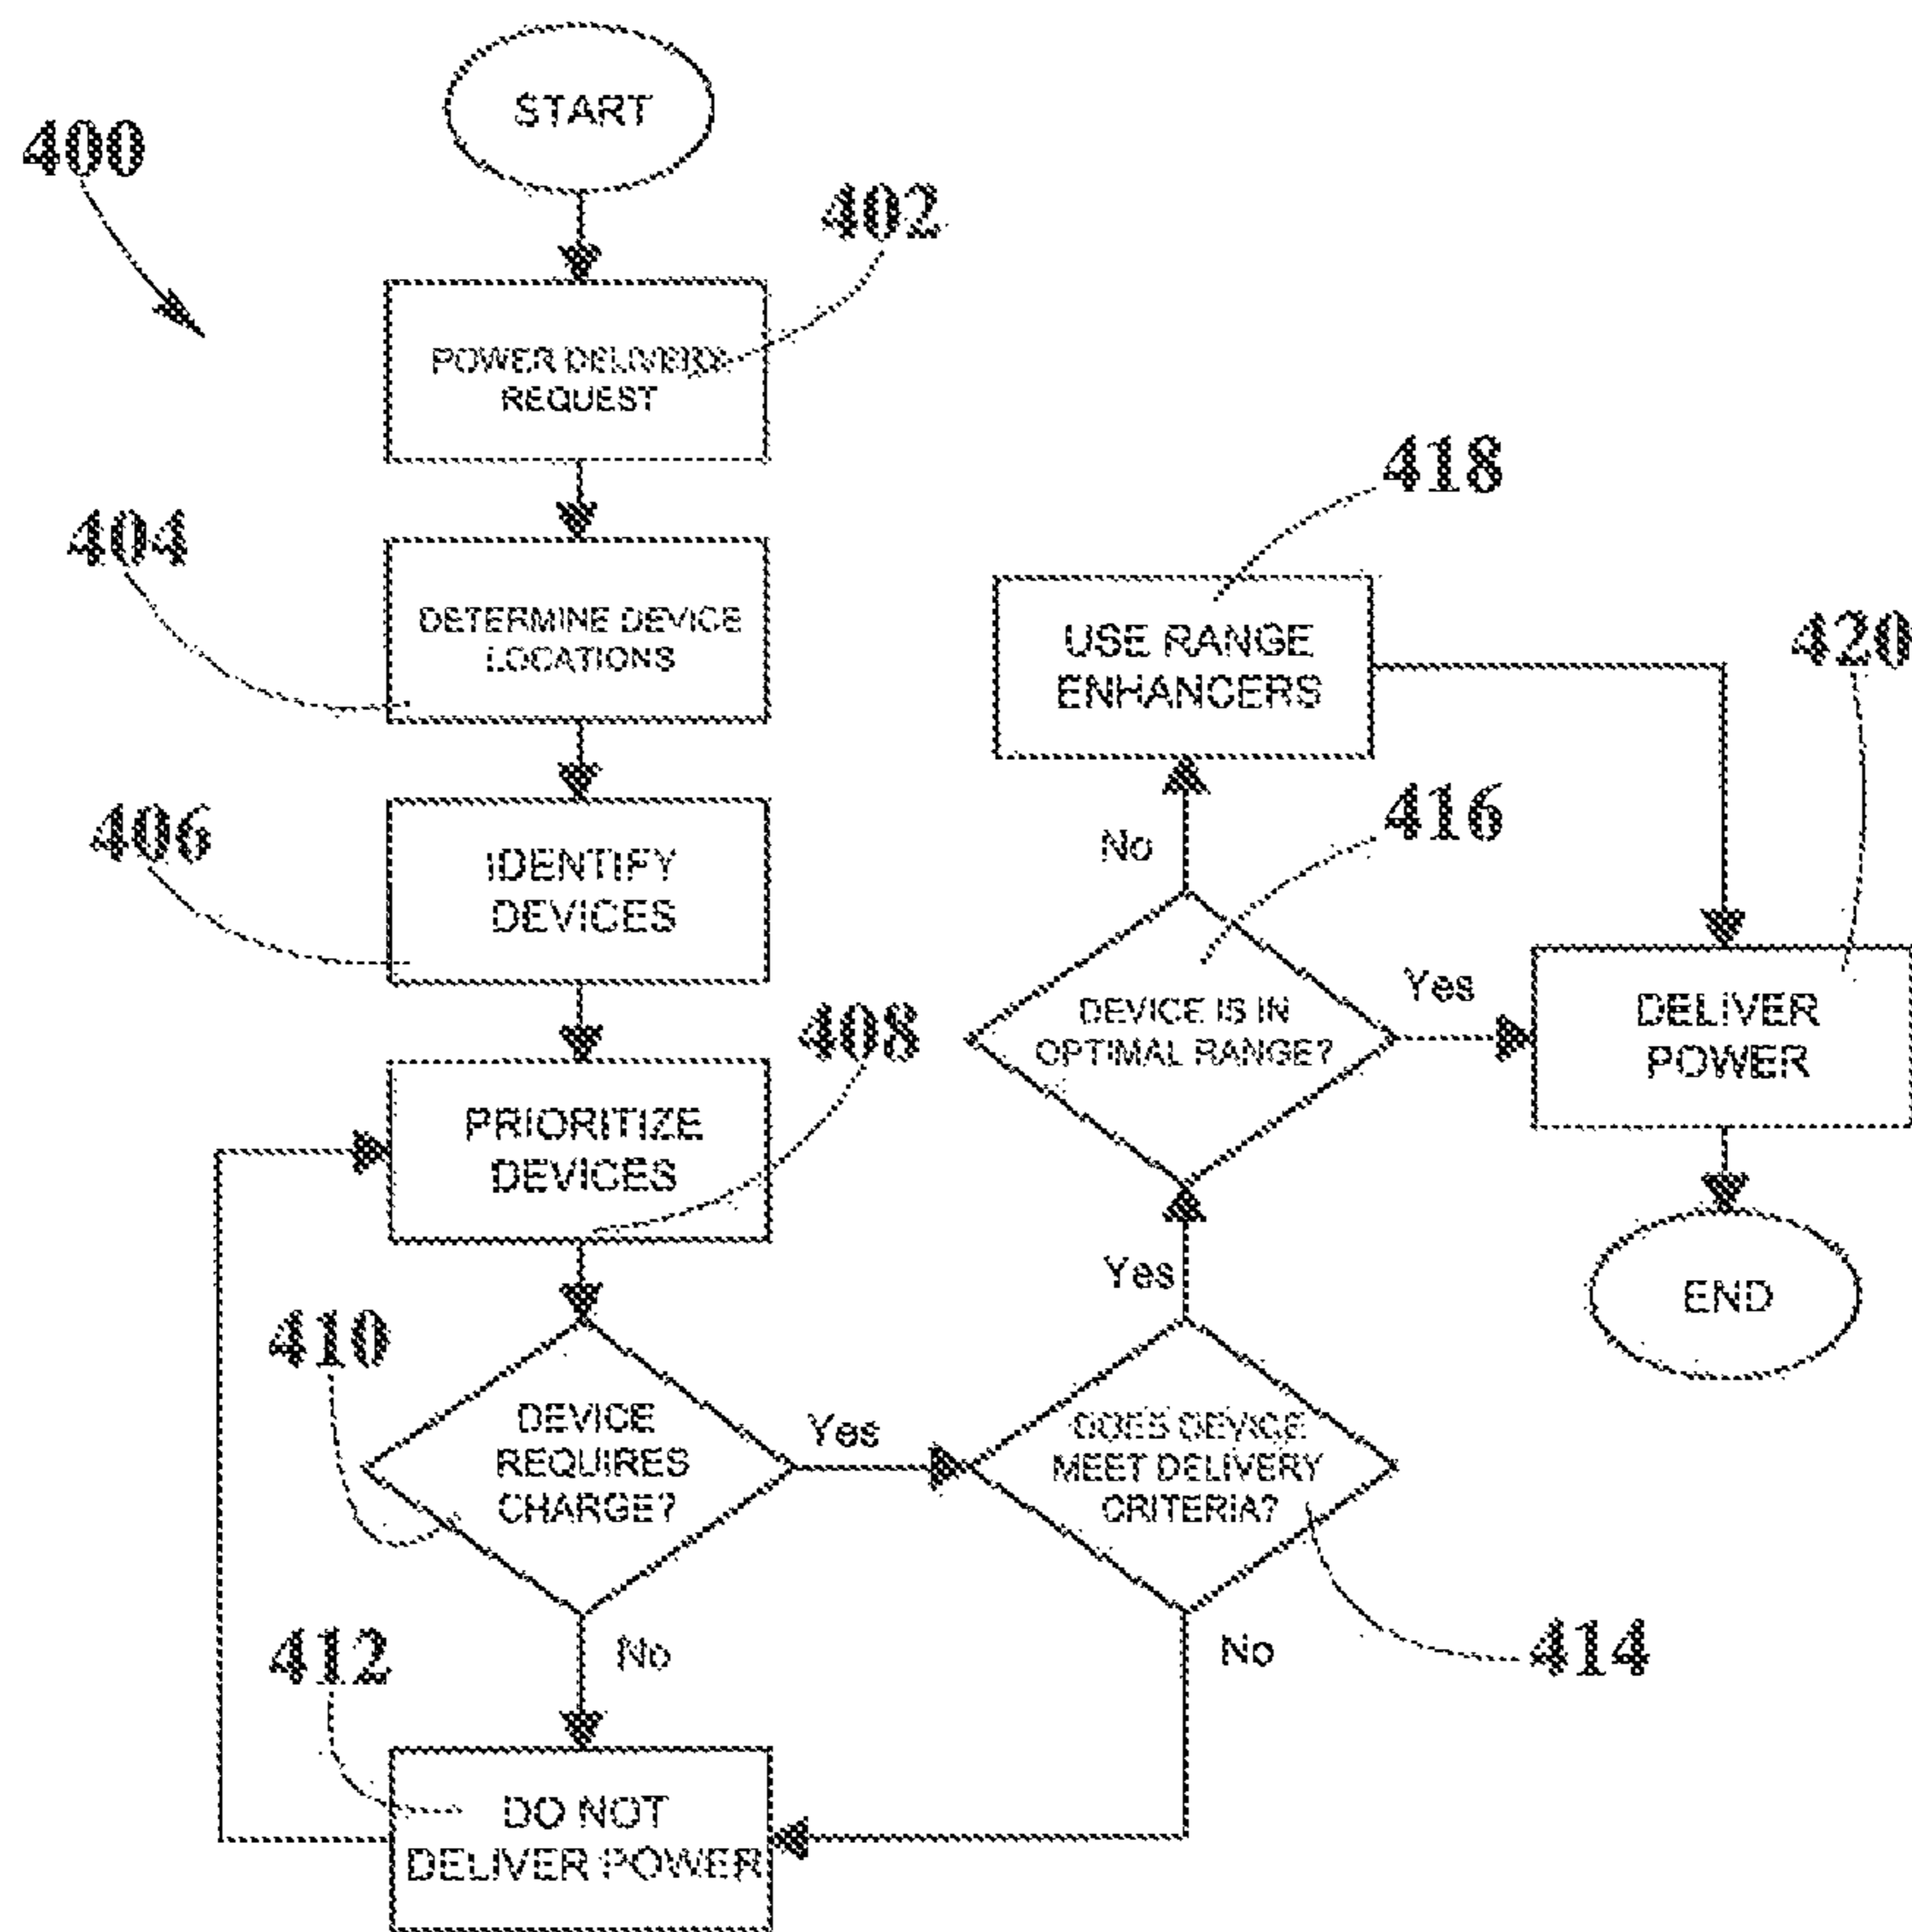 START
400
402
POWER
REQUEST
404
DETERMINE DEVICE
LOCATIONS
406
IDENTIFY
DEVICES
408
PRIORITIZE
DEVICES
410
DEVICE
REQUIRES
CHARGE?
Yes
No
412
DO NOT
DELIVER POWER
DOES DEVICE
MEET DELIVERY
CRITERIA?
414
No
Yes
DEVICE IS IN
OPTIMAL RANGE?
416
No
Yes
418
USE RANGE
ENHANCERS
420
DELIVER
POWER
END